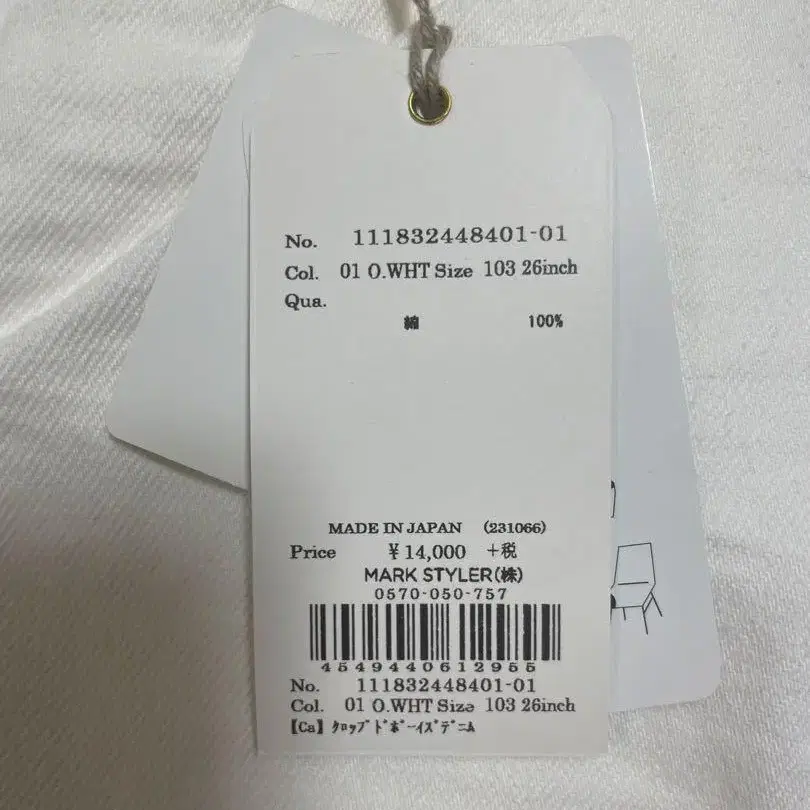 No. 111832448401-01
Col. 01 O.WHT Size 103 26inch
Qua.
綿 100%
MADE IN JAPAN (231066)
Price ¥14,000 +税
MARK STYLER(株)
0570-050-757
4549440612955
No. 111832448401-01
Col. 01 O.WHT Size 103 26inch
【Ca】ｸﾛｯﾌﾟﾄﾞﾎﾞｰｲｽﾞﾃﾞﾆﾑ